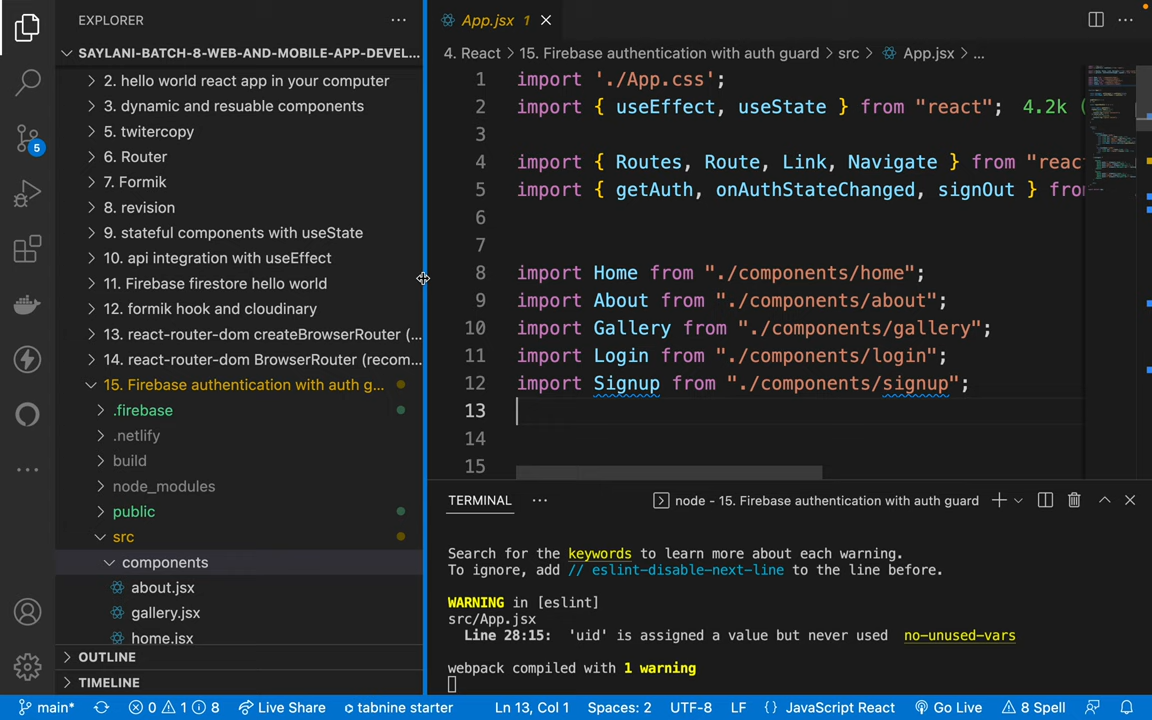 EXPLORER
SAYLANI-BATCH-8-WEB-AND-MOBILE-APP-DEVEL...
2. hello world react app in your computer
3. dynamic and resuable components
5. twitercopy
6. Router
7. Formik
8. revision
9. stateful components with useState
10. api integration with useEffect
11. Firebase firestore hello world
12. formik hook and cloudinary
13. react-router-dom createBrowserRouter (...
14. react-router-dom BrowserRouter (recom...
15. Firebase authentication with auth g...
.firebase
.netlify
build
node_modules
public
src
components
about.jsx
gallery.jsx
home.jsx
OUTLINE
TIMELINE
5
App.jsx 1
4. React > 15. Firebase authentication with auth guard > src > App.jsx > ...
1 import './App.css';
2 import { useEffect, useState } from "react"; 4.2k (
3
4 import { Routes, Route, Link, Navigate } from "reac
5 import { getAuth, onAuthStateChanged, signOut } from
6
7
8 import Home from "./components/home";
9 import About from "./components/about";
10 import Gallery from "./components/gallery";
11 import Login from "./components/login";
12 import Signup from "./components/signup";
13
14
15
TERMINAL ... node - 15. Firebase authentication with auth guard
Search for the keywords to learn more about each warning.
To ignore, add // eslint-disable-next-line to the line before.
WARNING in [eslint]
src/App.jsx
Line 28:15: 'uid' is assigned a value but never used no-unused-vars
webpack compiled with 1 warning
main* 0 1 8 Live Share tabnine starter Ln 13, Col 1 Spaces: 2 UTF-8 LF {} JavaScript React Go Live 8 Spell